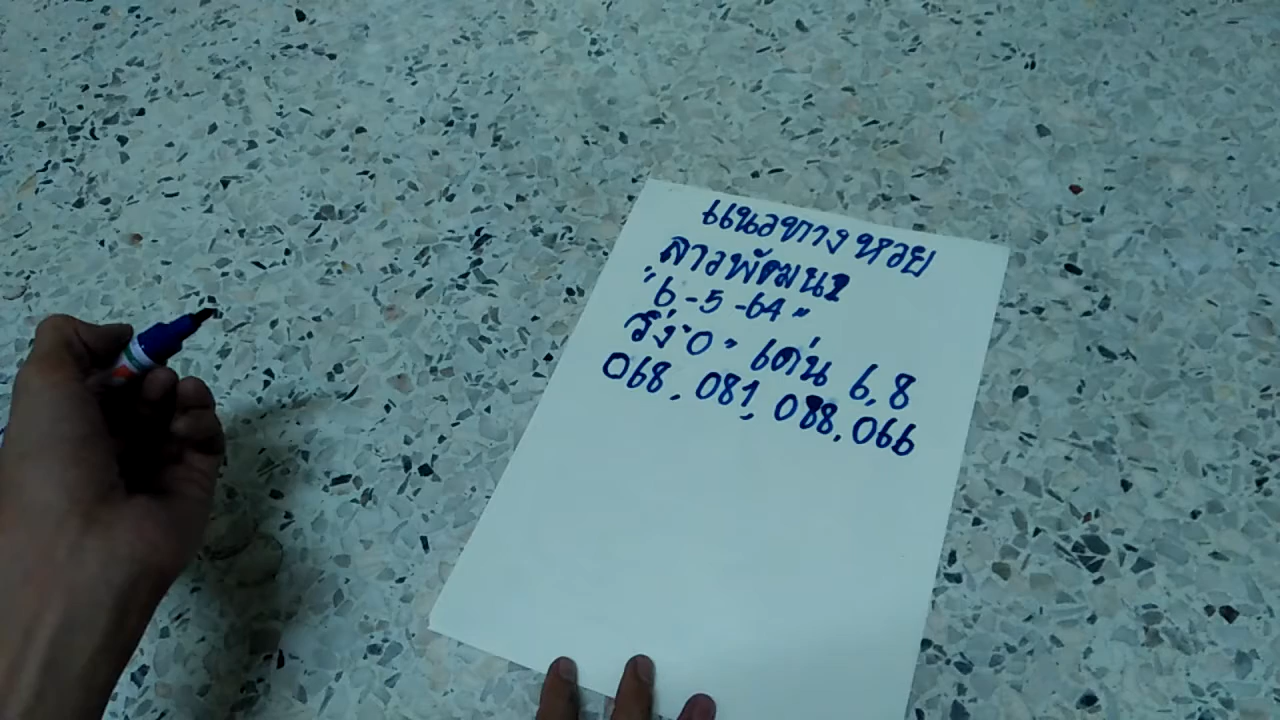 แนวทาง หวย
ลาวพัฒนา
"6-5-64"
วิ่ง "0" เด่น 6,8
068, 081, 088, 066